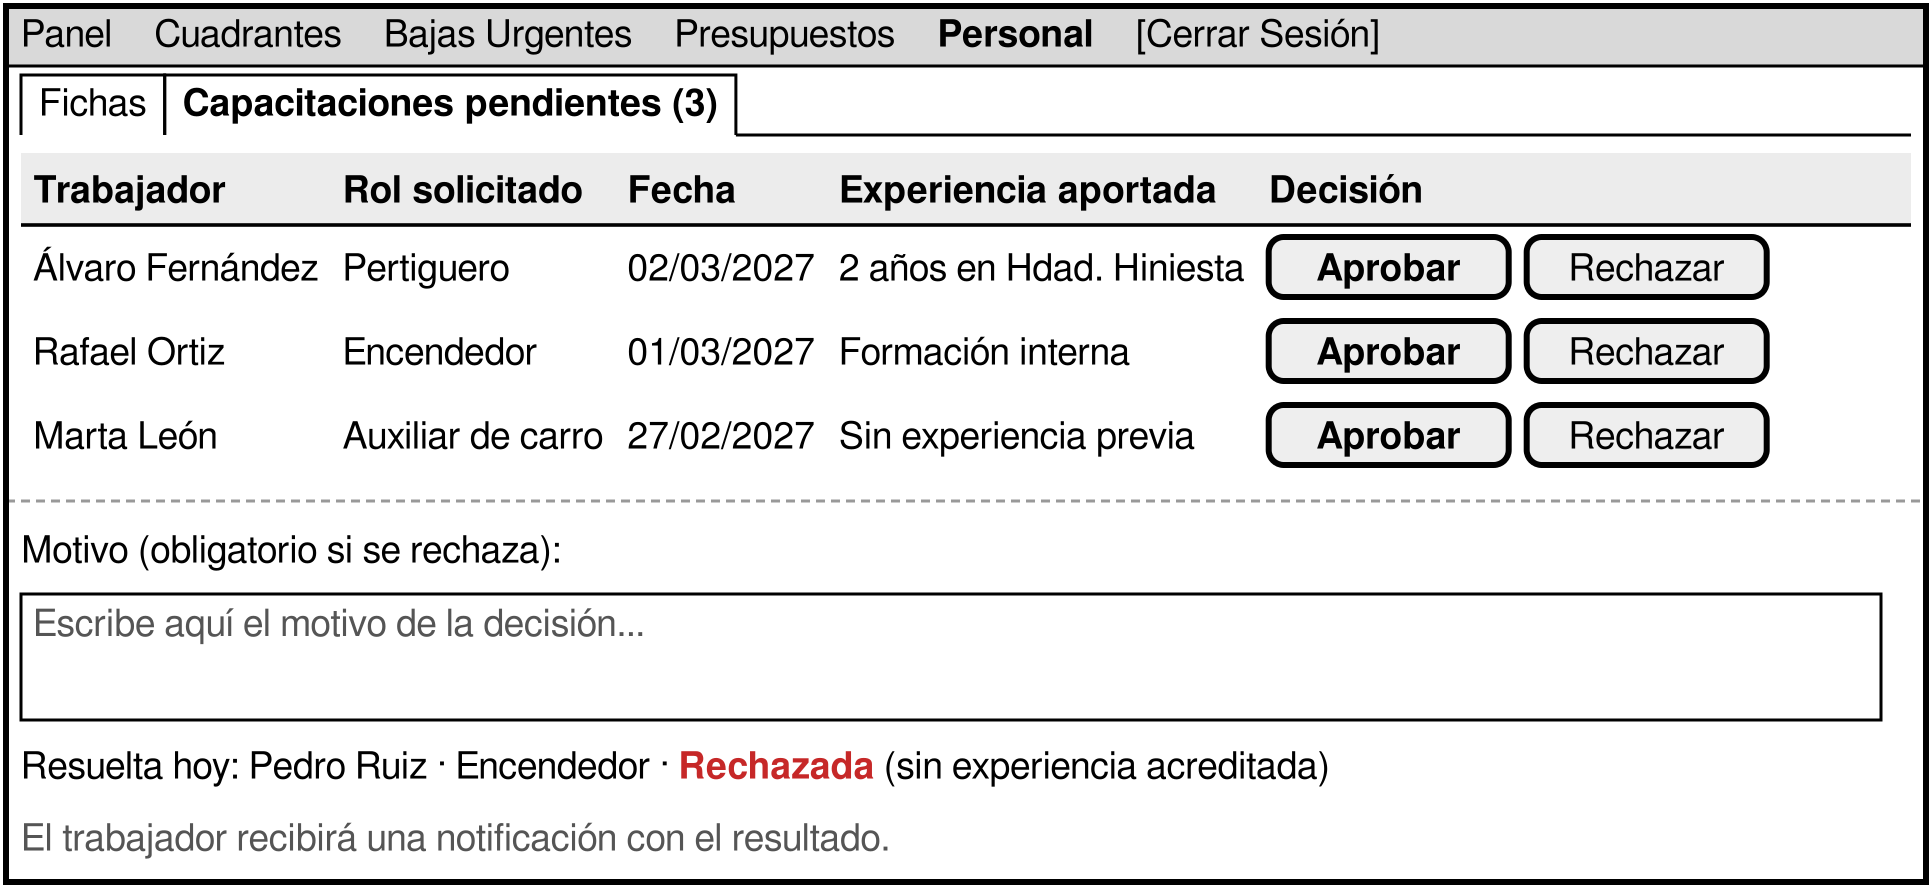 Panel Cuadrantes Bajas Urgentes Presupuestos Personal [Cerrar Sesión]
Fichas Capacitaciones pendientes (3)
Trabajador Rol solicitado Fecha Experiencia aportada Decisión
Álvaro Fernández Pertiguero 02/03/2027 2 años en Hdad. Hiniesta Aprobar Rechazar
Rafael Ortiz Encendedor 01/03/2027 Formación interna Aprobar Rechazar
Marta León Auxiliar de carro 27/02/2027 Sin experiencia previa Aprobar Rechazar
Motivo (obligatorio si se rechaza):
Escribe aquí el motivo de la decisión...
Resuelta hoy: Pedro Ruiz · Encendedor · Rechazada (sin experiencia acreditada)
El trabajador recibirá una notificación con el resultado.